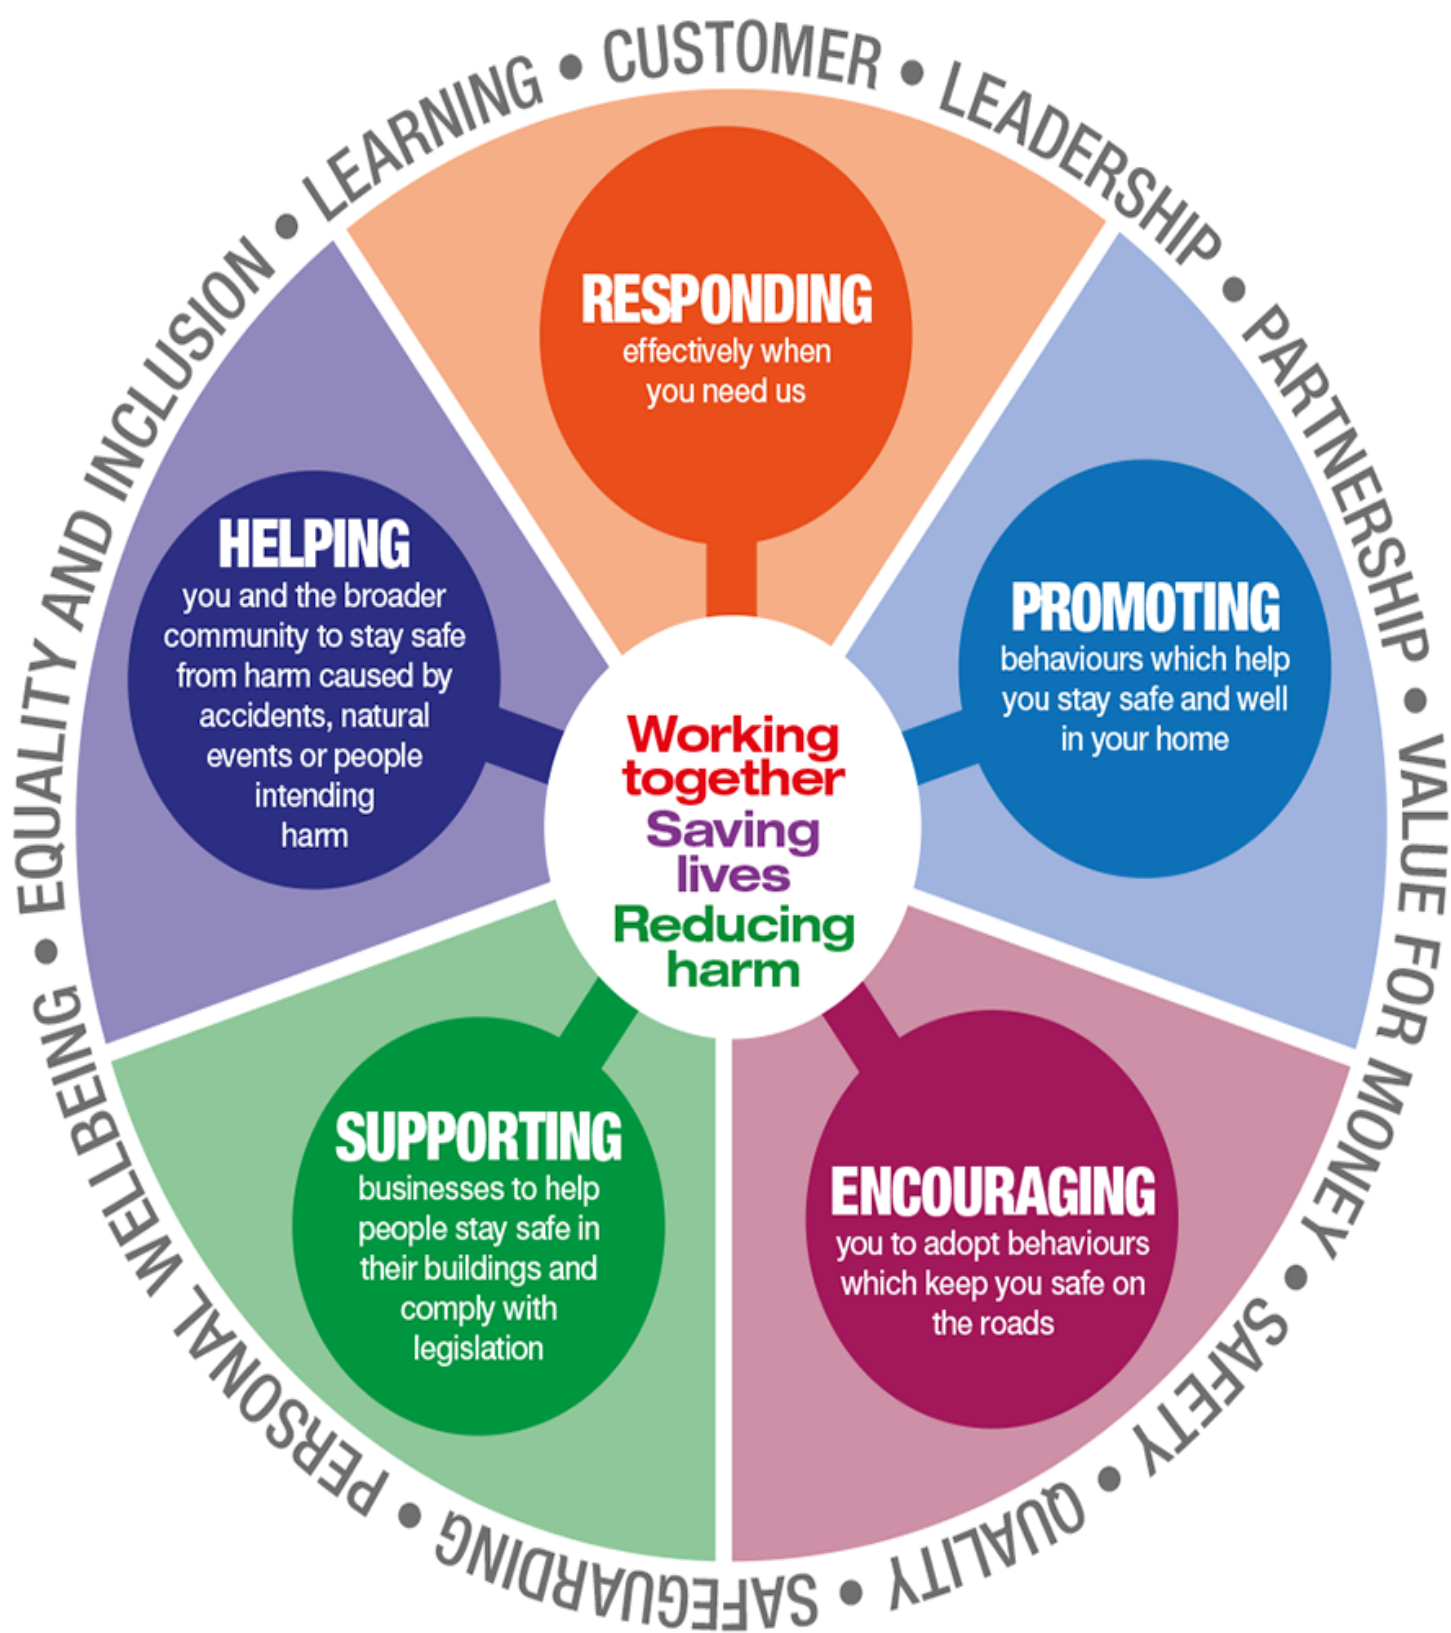 CUSTOMER • LEADERSHIP • PARTNERSHIP • VALUE FOR MONEY • SAFETY • QUALITY • SAFEGUARDING • PERSONAL WELLBEING • EQUALITY AND INCLUSION • LEARNING •
RESPONDING
effectively when
you need us
PROMOTING
behaviours which help
you stay safe and well
in your home
ENCOURAGING
you to adopt behaviours
which keep you safe on
the roads
SUPPORTING
businesses to help
people stay safe in
their buildings and
comply with
legislation
HELPING
you and the broader
community to stay safe
from harm caused by
accidents, natural
events or people
intending
harm
Working
together
Saving
lives
Reducing
harm